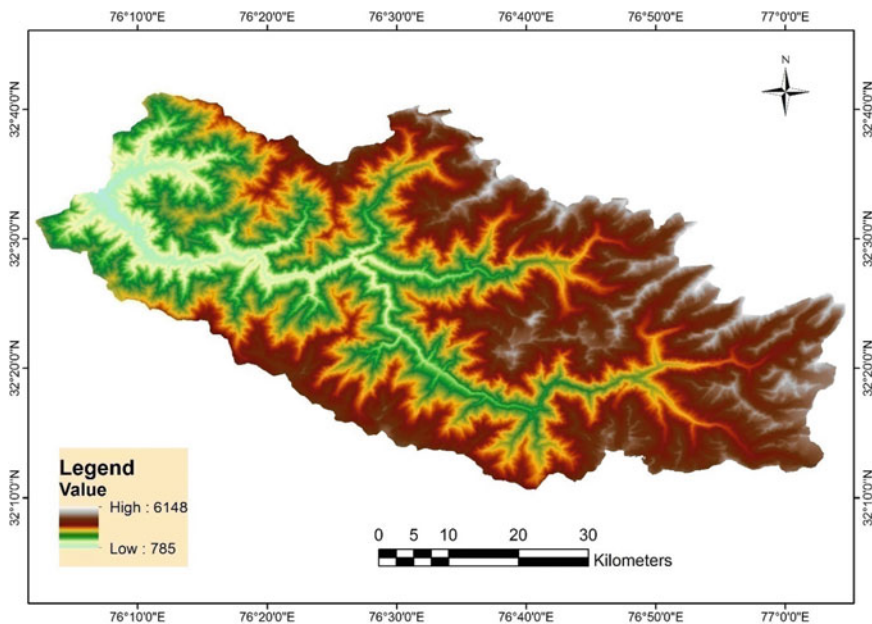 76°10'0"E 76°20'0"E 76°30'0"E 76°40'0"E 76°50'0"E 77°0'0"E
N
32°40'0"N 32°40'0"N
32°30'0"N 32°30'0"N
32°20'0"N 32°20'0"N
32°10'0"N 32°10'0"N
Legend
Value
High : 6148
Low : 785
0 5 10 20 30
Kilometers
76°10'0"E 76°20'0"E 76°30'0"E 76°40'0"E 76°50'0"E 77°0'0"E